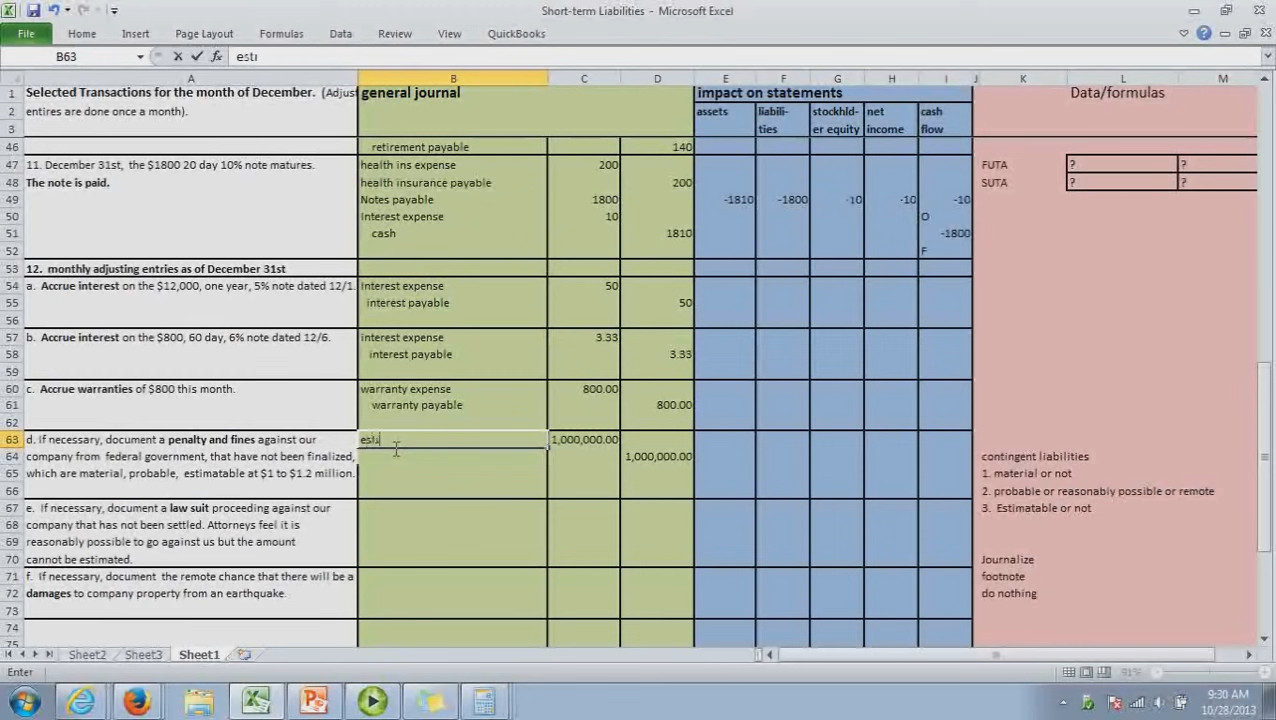 Short-term Liabilities - Microsoft Excel
File Home Insert Page Layout Formulas Data Review View QuickBooks
B63 fx esti
A B C D E F G H I J K L M
1 Selected Transactions for the month of December. (Adjust general journal impact on statements Data/formulas
2 entires are done once a month). assets liabili- stockhld- net cash
3 ties er equity income flow
46 retirement payable 140
47 11. December 31st, the $1800 20 day 10% note matures. health ins expense 200 FUTA ? ?
48 The note is paid. health insurance payable 200 SUTA ? ?
49 Notes payable 1800 -1810 -1800 -10 -10 -10
50 Interest expense 10 O
51 cash 1810 -1800
52 F
53 12. monthly adjusting entries as of December 31st
54 a. Accrue interest on the $12,000, one year, 5% note dated 12/1. Interest expense 50
55 interest payable 50
56
57 b. Accrue interest on the $800, 60 day, 6% note dated 12/6. interest expense 3.33
58 interest payable 3.33
59
60 c. Accrue warranties of $800 this month. warranty expense 800.00
61 warranty payable 800.00
62
63 d. If necessary, document a penalty and fines against our esti 1,000,000.00
64 company from federal government, that have not been finalized, 1,000,000.00 contingent liabilities
65 which are material, probable, estimatable at $1 to $1.2 million. 1. material or not
66 2. probable or reasonably possible or remote
67 e. If necessary, document a law suit proceeding against our 3. Estimatable or not
68 company that has not been settled. Attorneys feel it is
69 reasonably possible to go against us but the amount
70 cannot be estimated. Journalize
71 f. If necessary, document the remote chance that there will be a footnote
72 damages to company property from an earthquake. do nothing
73
74
75
Sheet2 Sheet3 Sheet1
Enter 91%
9:30 AM
10/28/2013